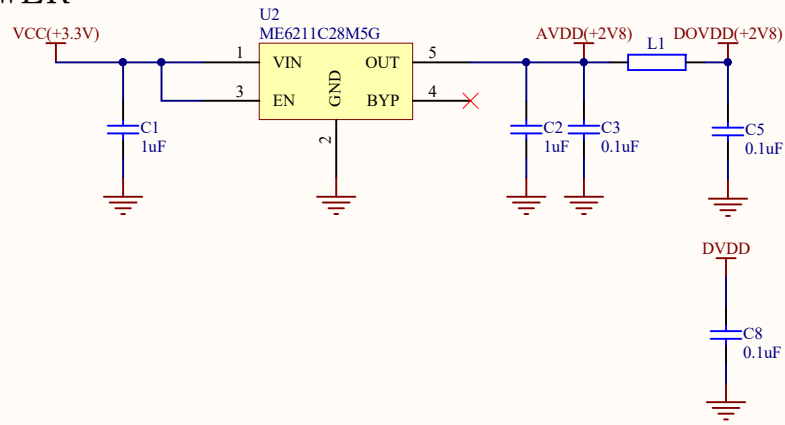 U2
ME6211C28M5G
VCC(+3.3V)
AVDD(+2V8)
L1
DOVDD(+2V8)
1
VIN
OUT
5
3
EN
GND
BYP
4
2
C1
1uF
C2
1uF
C3
0.1uF
C5
0.1uF
DVDD
C8
0.1uF